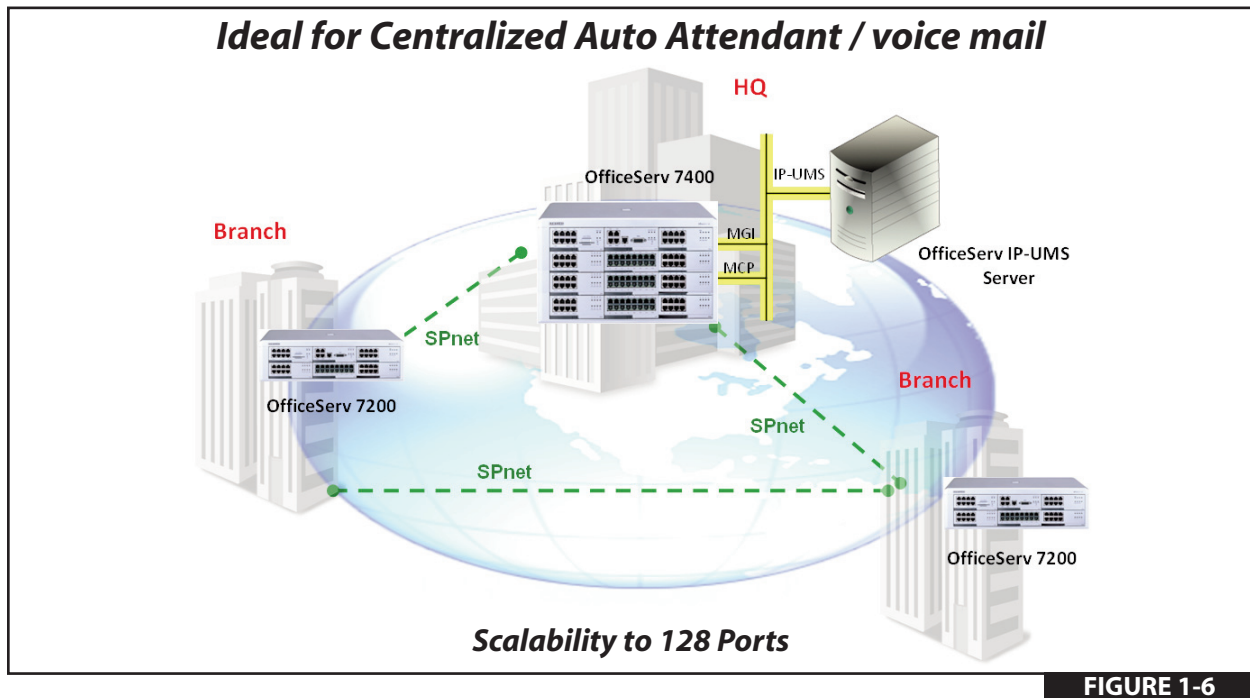 Ideal for Centralized Auto Attendant / voice mail
HQ
OfficeServ 7400
IP-UMS
MGI
MCP
OfficeServ IP-UMS
Server
Branch
SPnet
OfficeServ 7200
Branch
SPnet
SPnet
OfficeServ 7200
Scalability to 128 Ports
FIGURE 1-6